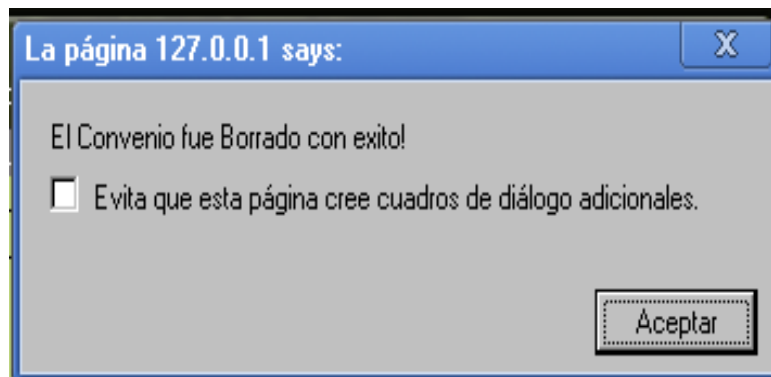 La página 127.0.0.1 says:
X
El Convenio fue Borrado con exito!
Evita que esta página cree cuadros de diálogo adicionales.
Aceptar